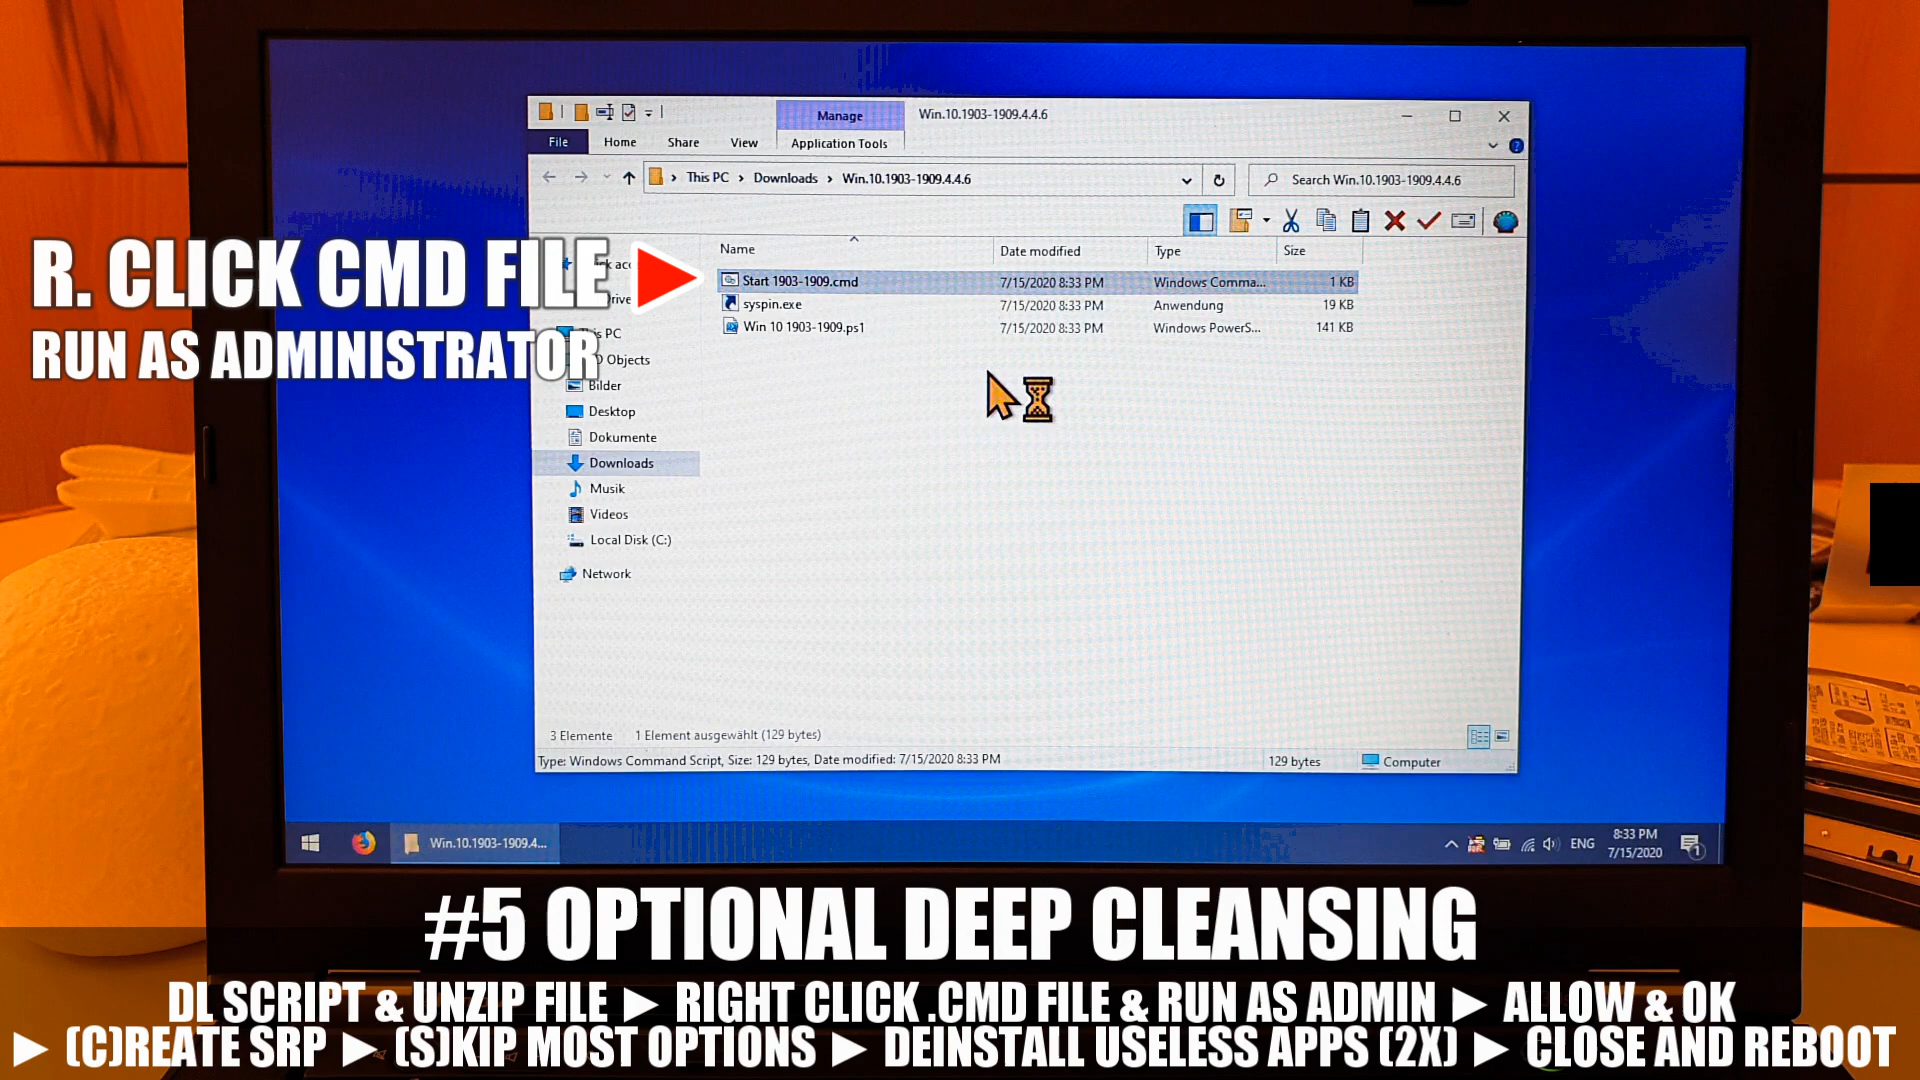 Manage
Win.10.1903-1909.4.4.6
File
Home
Share
View
Application Tools
This PC
Downloads
Win.10.1903-1909.4.4.6
Search Win.10.1903-1909.4.4.6
Name
Date modified
Type
Size
R. CLICK CMD FILE
RUN AS ADMINISTRATOR
Start 1903-1909.cmd
7/15/2020 8:33 PM
Windows Comma...
1 KB
syspin.exe
7/15/2020 8:33 PM
Anwendung
19 KB
Win 10 1903-1909.ps1
7/15/2020 8:33 PM
Windows PowerS...
141 KB
PC
Objects
Bilder
Desktop
Dokumente
Downloads
Musik
Videos
Local Disk (C:)
Network
3 Elemente
1 Element ausgewählt (129 bytes)
Type: Windows Command Script, Size: 129 bytes, Date modified: 7/15/2020 8:33 PM
129 bytes
Computer
Win.10.1903-1909.4...
ENG
8:33 PM
7/15/2020
1
#5 OPTIONAL DEEP CLEANSING
DL SCRIPT & UNZIP FILE ► RIGHT CLICK .CMD FILE & RUN AS ADMIN ► ALLOW & OK
► (C)REATE SRP ► (S)KIP MOST OPTIONS ► DEINSTALL USELESS APPS (2X) ► CLOSE AND REBOOT